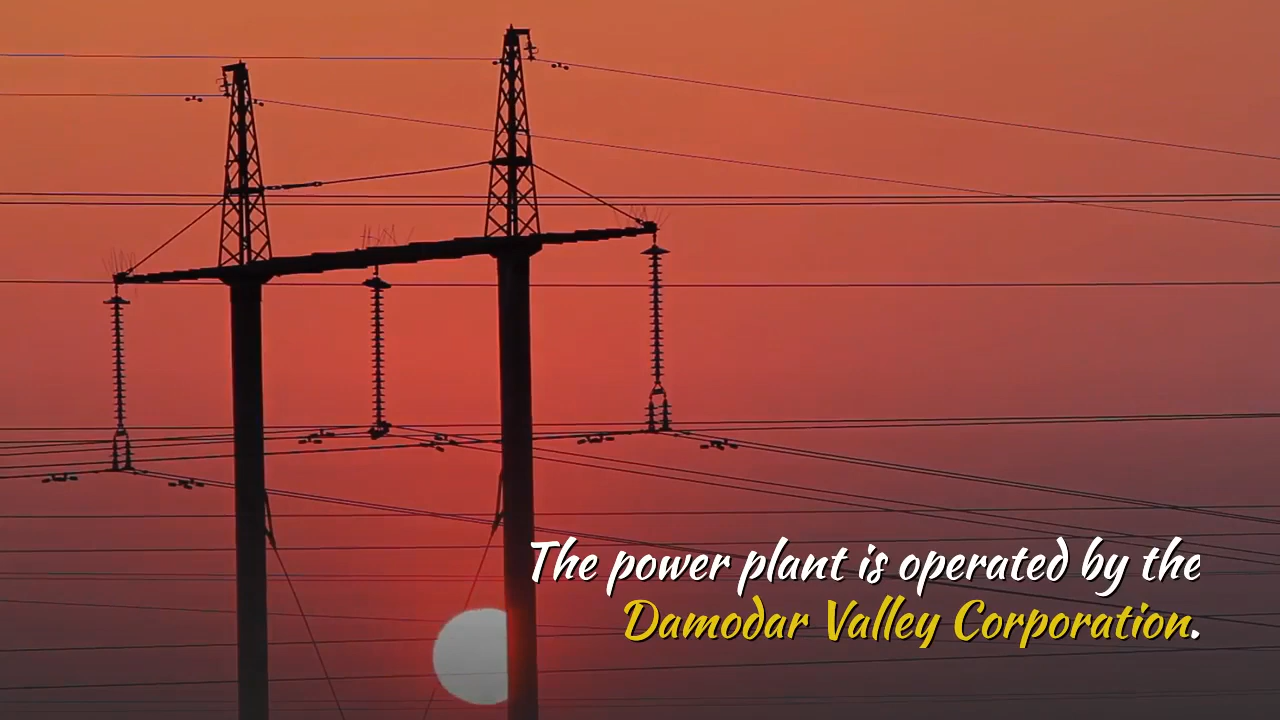 The power plant is operated by the
Damodar Valley Corporation.